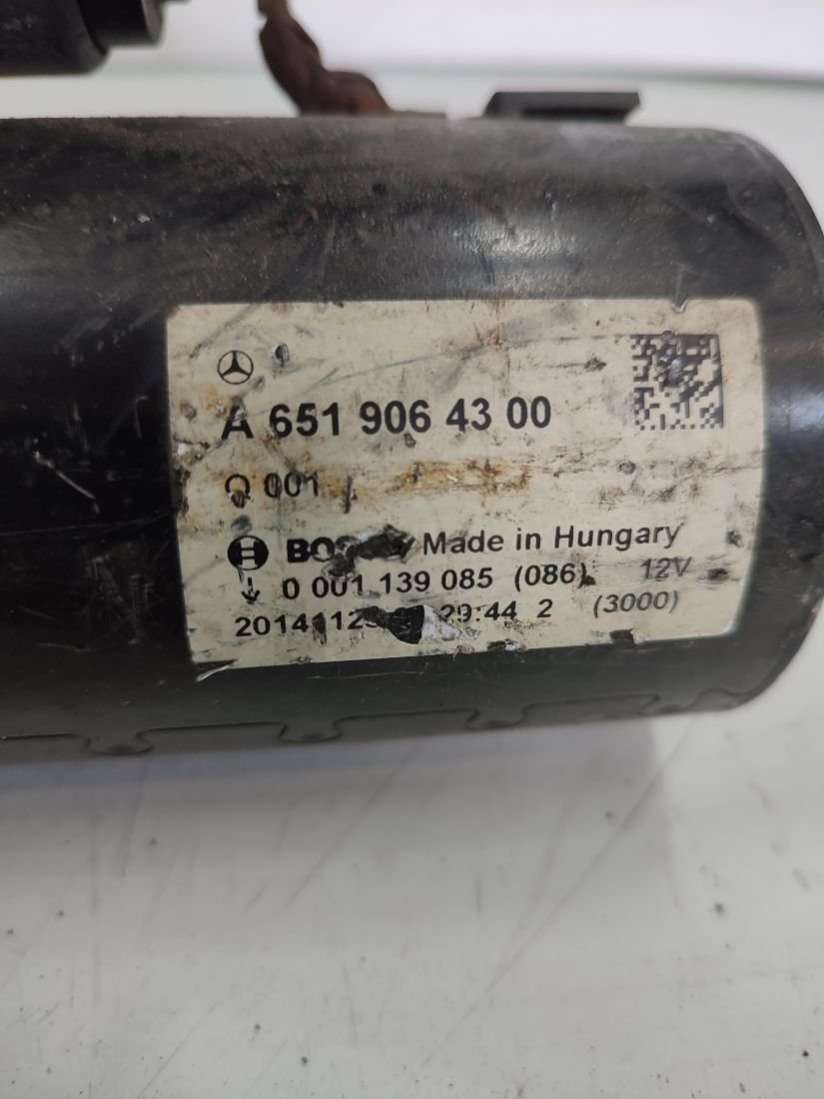 A 651 906 43 00
Q 001
Made in Hungary
0 001 139 085 (086) 12V
29:44 2 (3000)